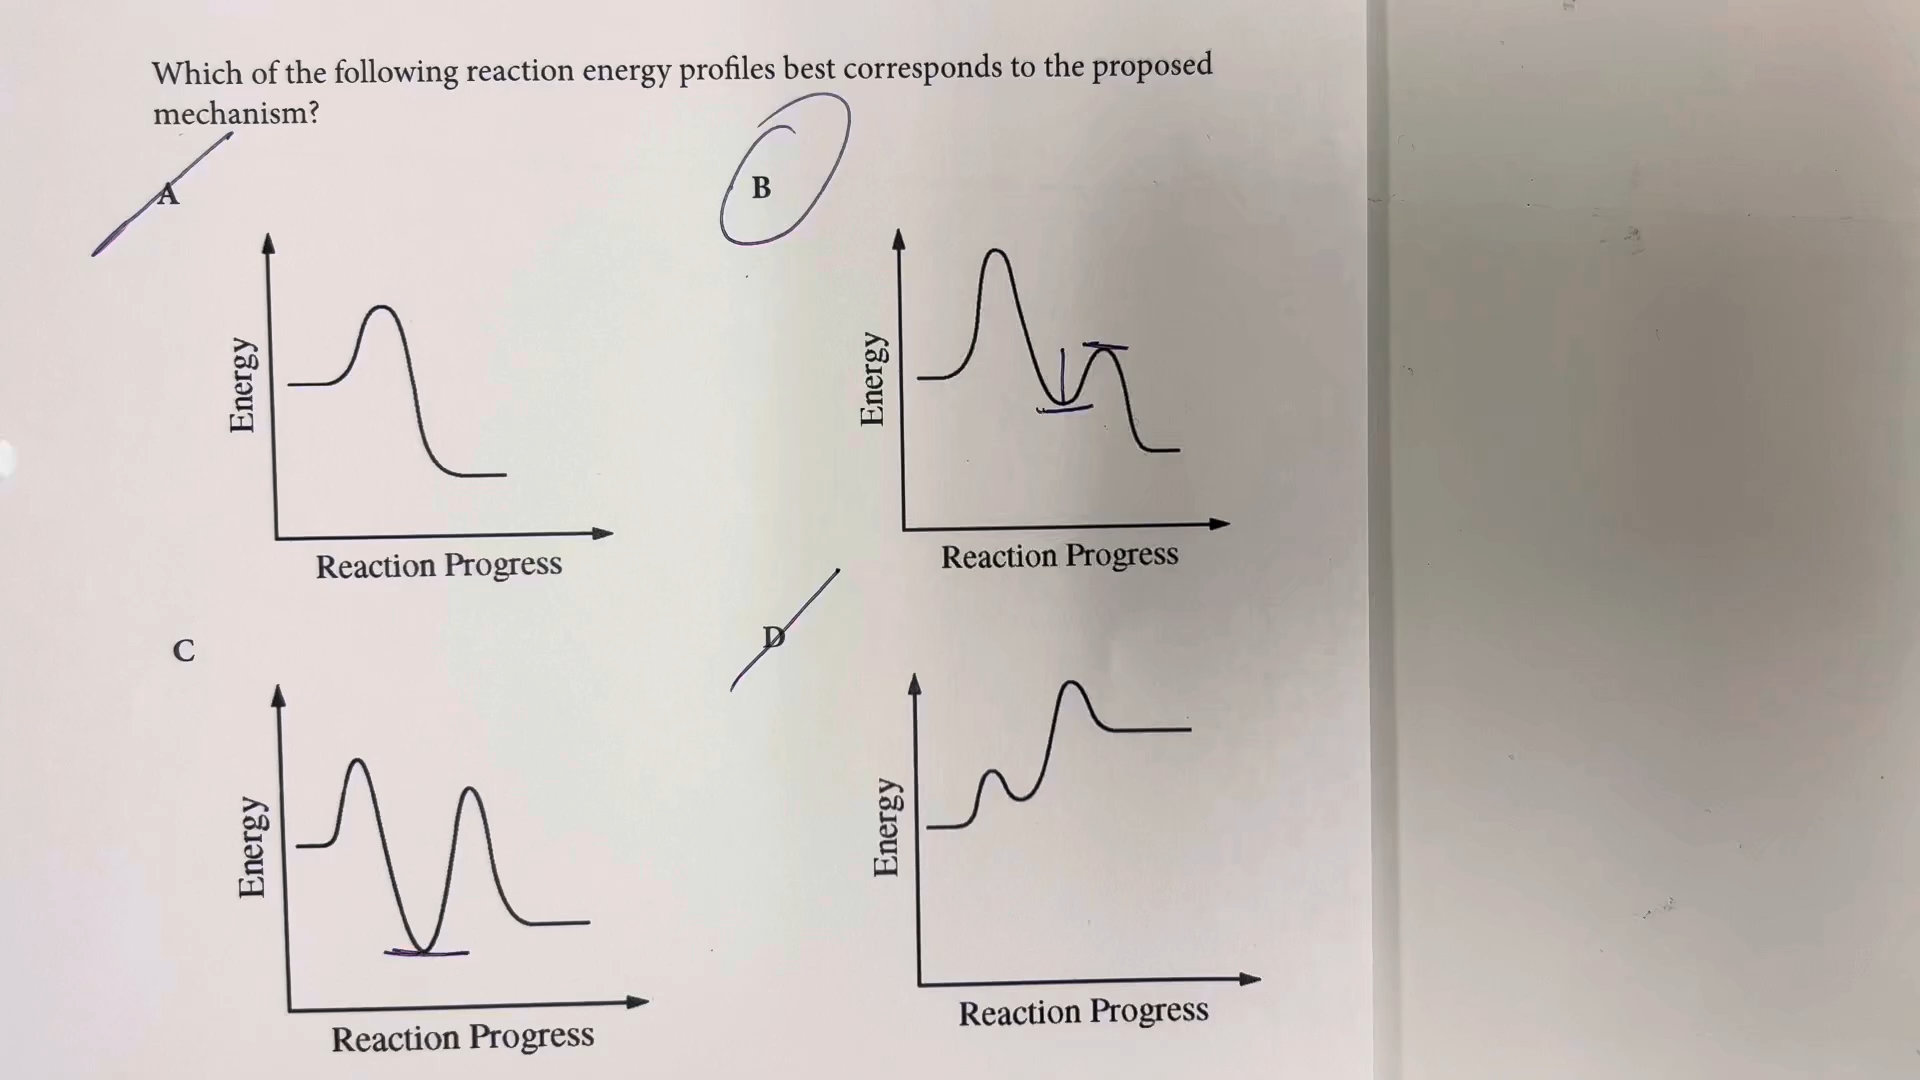 Which of the following reaction energy profiles best corresponds to the proposed
mechanism?
A
Energy
Reaction Progress
B
Energy
Reaction Progress
C
Energy
Reaction Progress
D
Energy
Reaction Progress